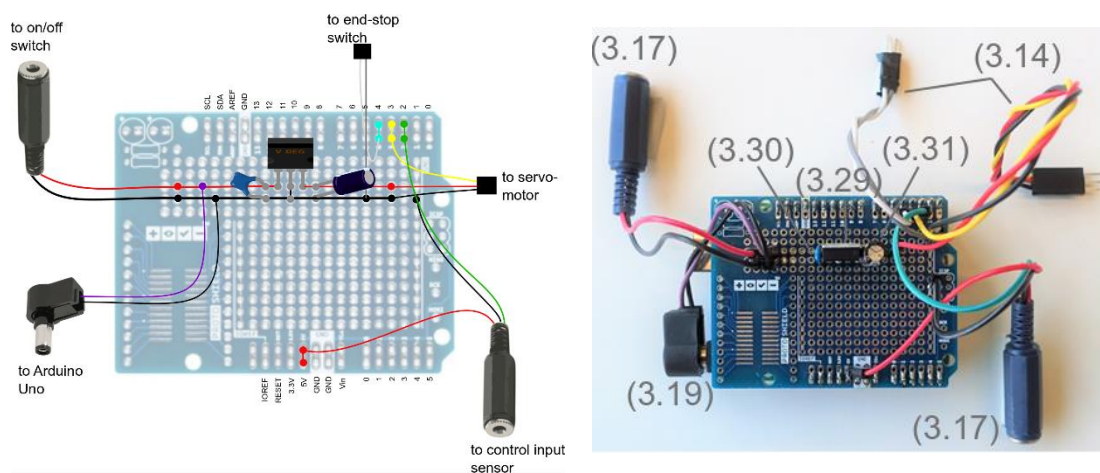 to on/off
switch
to end-stop
switch
SCL
SDA
AREF
GND
13
12
11
10
9
8
7
6
5
4
3
2
1
0
V REG
to servo-
motor
to Arduino
Uno
IOREF
RESET
3.3V
5V
GND
GND
Vin
0
1
2
3
4
5
to control input
sensor
(3.17)
(3.14)
(3.30)
(3.31)
(3.29)
SHIELD
(3.19)
(3.17)